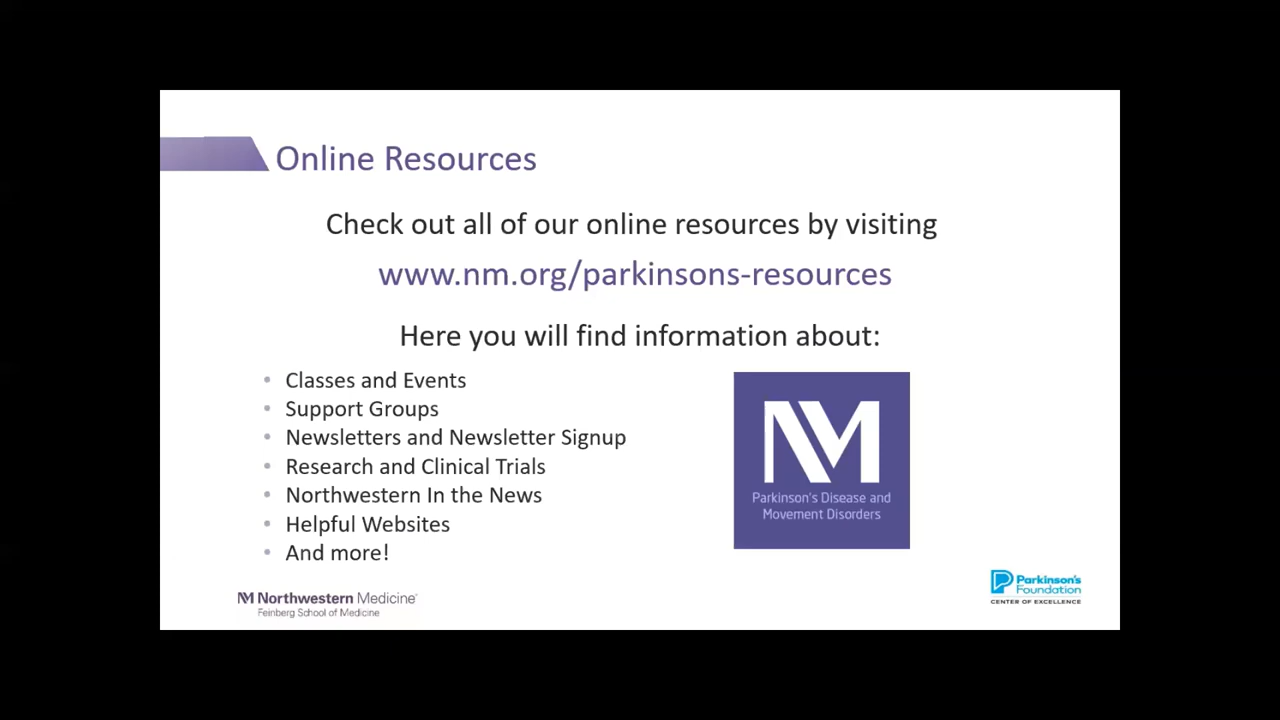 Online Resources
Check out all of our online resources by visiting
www.nm.org/parkinsons-resources
Here you will find information about:
• Classes and Events
• Support Groups
• Newsletters and Newsletter Signup
• Research and Clinical Trials
• Northwestern In the News
• Helpful Websites
• And more!
NM
Parkinson's Disease and
Movement Disorders
NM Northwestern Medicine
Feinberg School of Medicine
Parkinson's
Foundation
CENTER OF EXCELLENCE